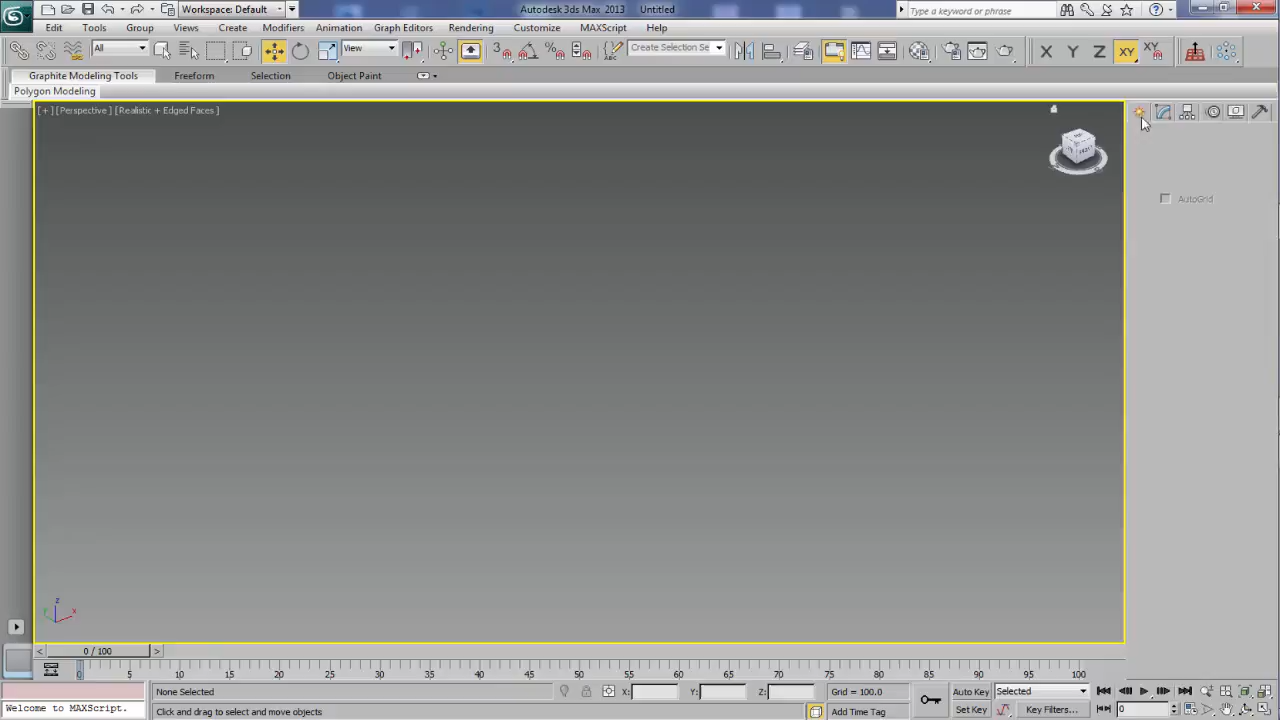 Workspace: Default
Autodesk 3ds Max 2013 Untitled
Type a keyword or phrase
Edit Tools Group Views Create Modifiers Animation Graph Editors Rendering Customize MAXScript Help
All View 3 % ABC Create Selection Se X Y Z XY XY
Graphite Modeling Tools Freeform Selection Object Paint
Polygon Modeling
[ + ] [Perspective ] [Realistic + Edged Faces ]
AutoGrid
z
x
y
< 0 / 100 >
0 5 10 15 20 25 30 35 40 45 50 55 60 65 70 75 80 85 90 95 100
None Selected X: Y: Z: Grid = 100.0 Auto Key Selected
Welcome to MAXScript. Click and drag to select and move objects Add Time Tag Set Key Key Filters... 0